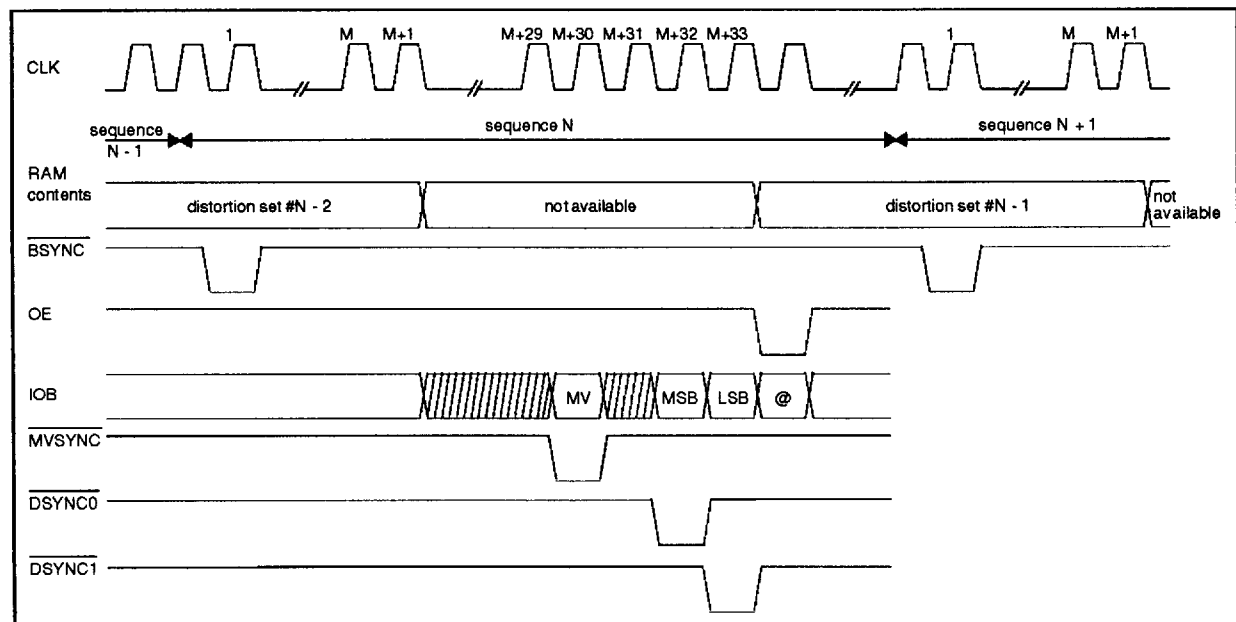 1 M M+1 M+29 M+30 M+31 M+32 M+33 1 M M+1
CLK
sequence N - 1
sequence N
sequence N + 1
RAM contents
distortion set #N - 2
not available
distortion set #N - 1
not available
BSYNC
OE
IOB
MV
MSB
LSB
@
MVSYNC
DSYNC0
DSYNC1